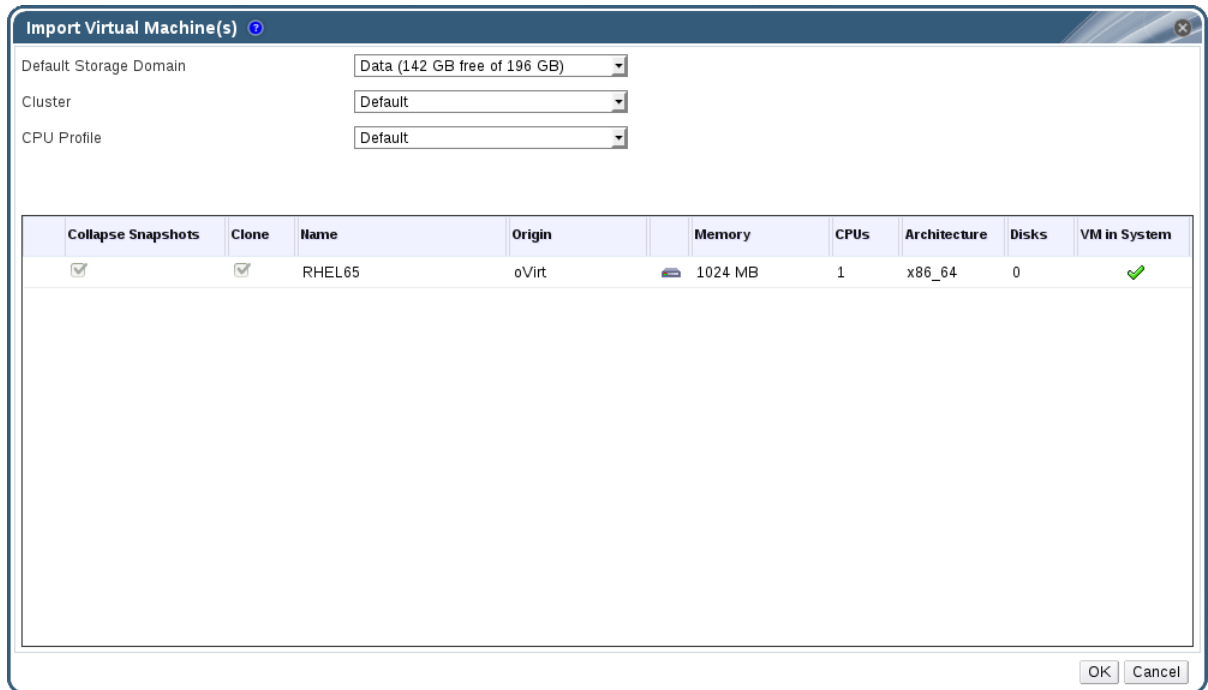 Import Virtual Machine(s) ?
Default Storage Domain Data (142 GB free of 196 GB)
Cluster Default
CPU Profile Default
Collapse Snapshots Clone Name Origin Memory CPUs Architecture Disks VM in System
RHEL65 oVirt 1024 MB 1 x86_64 0
OK Cancel